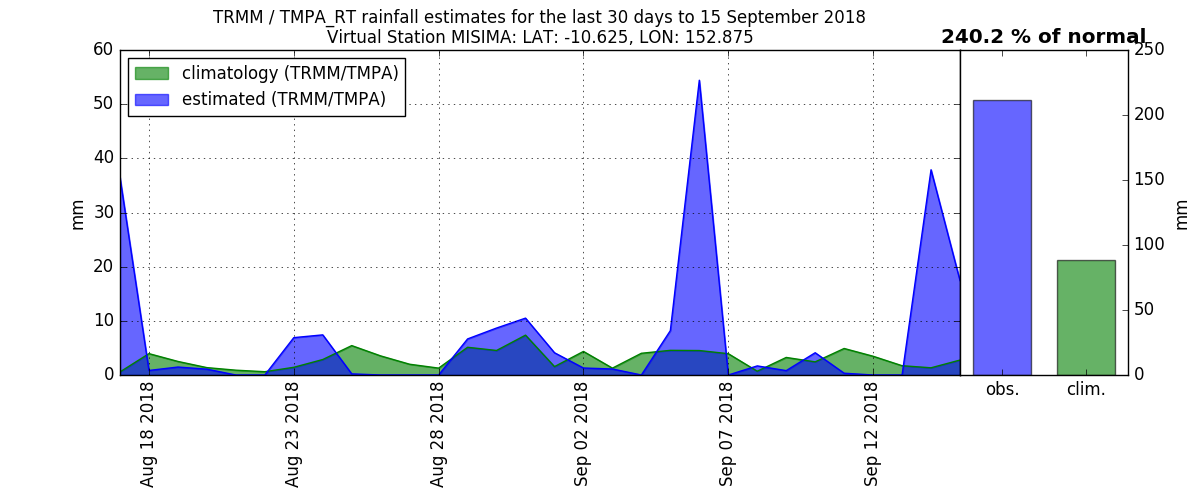 TRMM / TMPA_RT rainfall estimates for the last 30 days to 15 September 2018
Virtual Station MISIMA: LAT: -10.625, LON: 152.875
240.2 % of normal
climatology (TRMM/TMPA)
estimated (TRMM/TMPA)
60
50
40
30
20
10
0
mm
Aug 18 2018
Aug 23 2018
Aug 28 2018
Sep 02 2018
Sep 07 2018
Sep 12 2018
obs.
clim.
250
200
150
100
50
0
mm